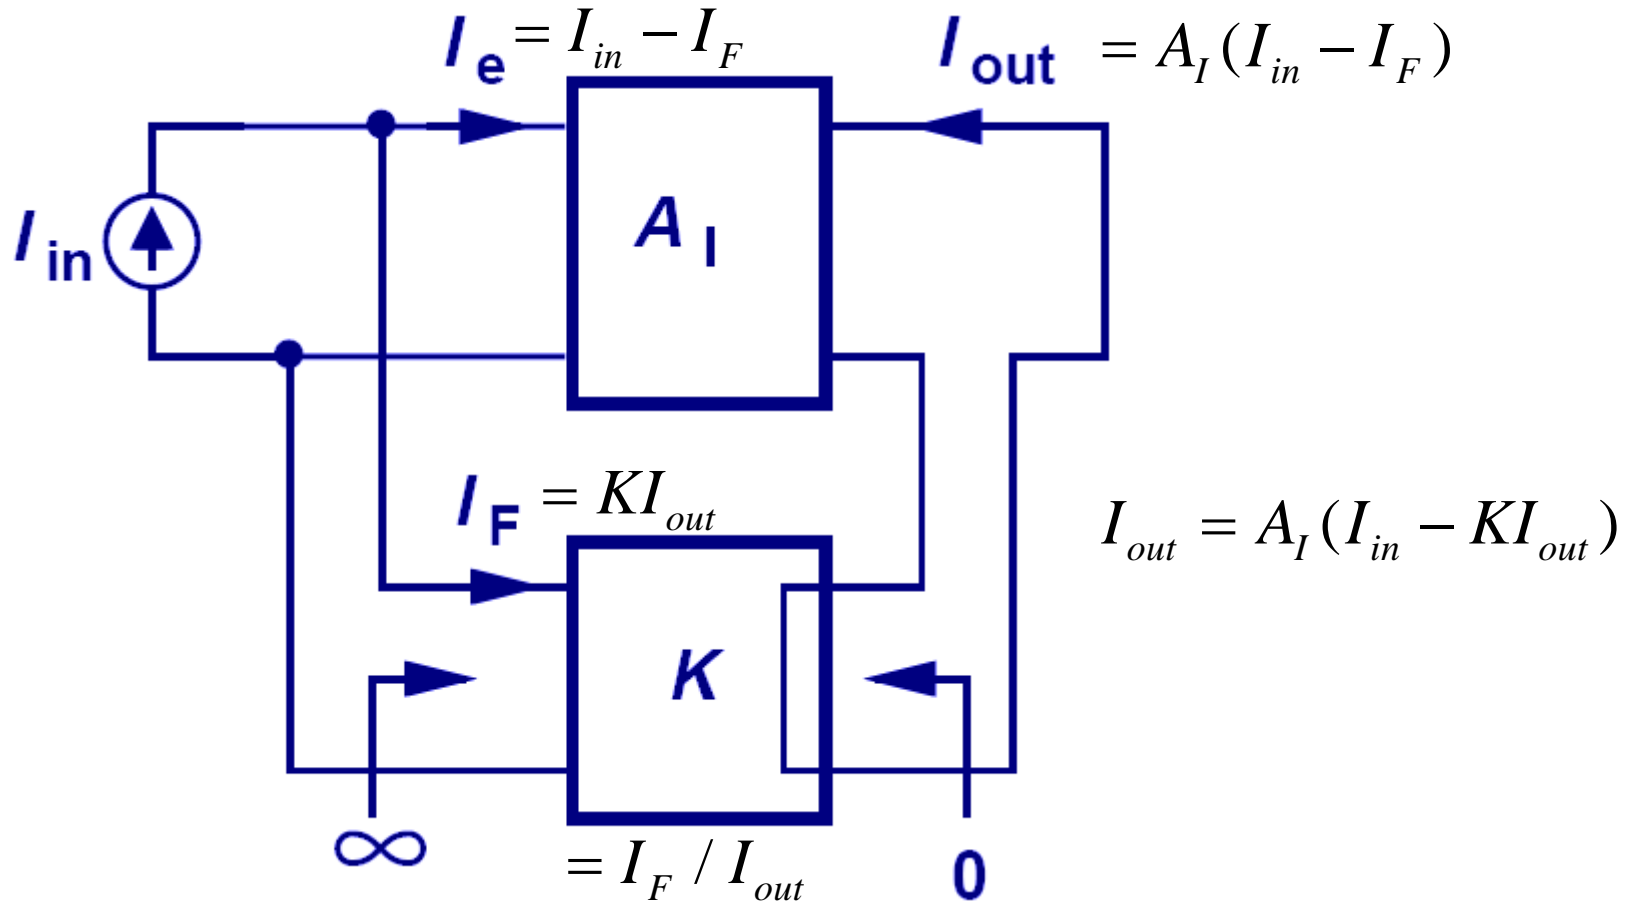 I_e = I_in − I_F
I_out = A_I (I_in − I_F)
A_I
I_in
I_F = KI_out
I_out = A_I (I_in − KI_out)
K
∞
= I_F / I_out
0